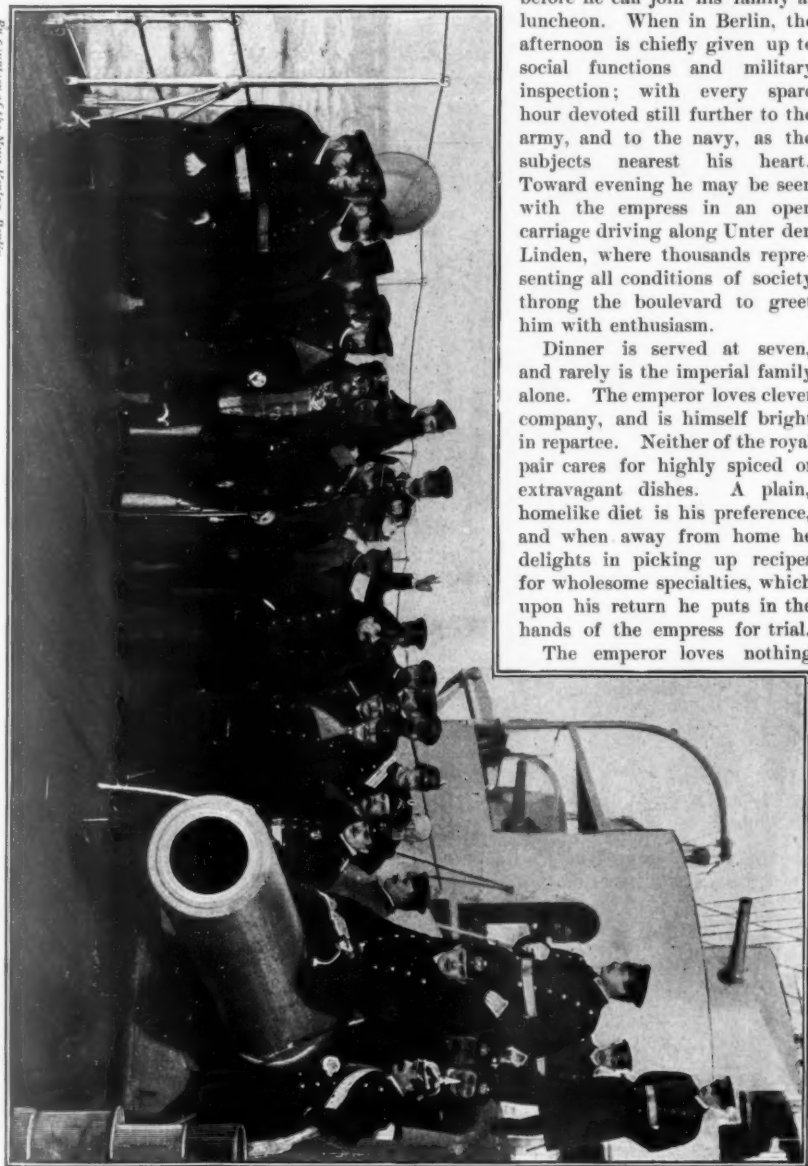 luncheon. When in Berlin, the
afternoon is chiefly given up to
social functions and military
inspection; with every spare
hour devoted still further to the
army, and to the navy, as the
subjects nearest his heart.
Toward evening he may be seen
with the empress in an open
carriage driving along Unter den
Linden, where thousands repre-
senting all conditions of society
throng the boulevard to greet
him with enthusiasm.
Dinner is served at seven,
and rarely is the imperial family
alone. The emperor loves clever
company, and is himself bright
in repartee. Neither of the royal
pair cares for highly spiced or
extravagant dishes. A plain,
homelike diet is his preference,
and when away from home he
delights in picking up recipes
for wholesome specialties, which
upon his return he puts in the
hands of the empress for trial.
The emperor loves nothing